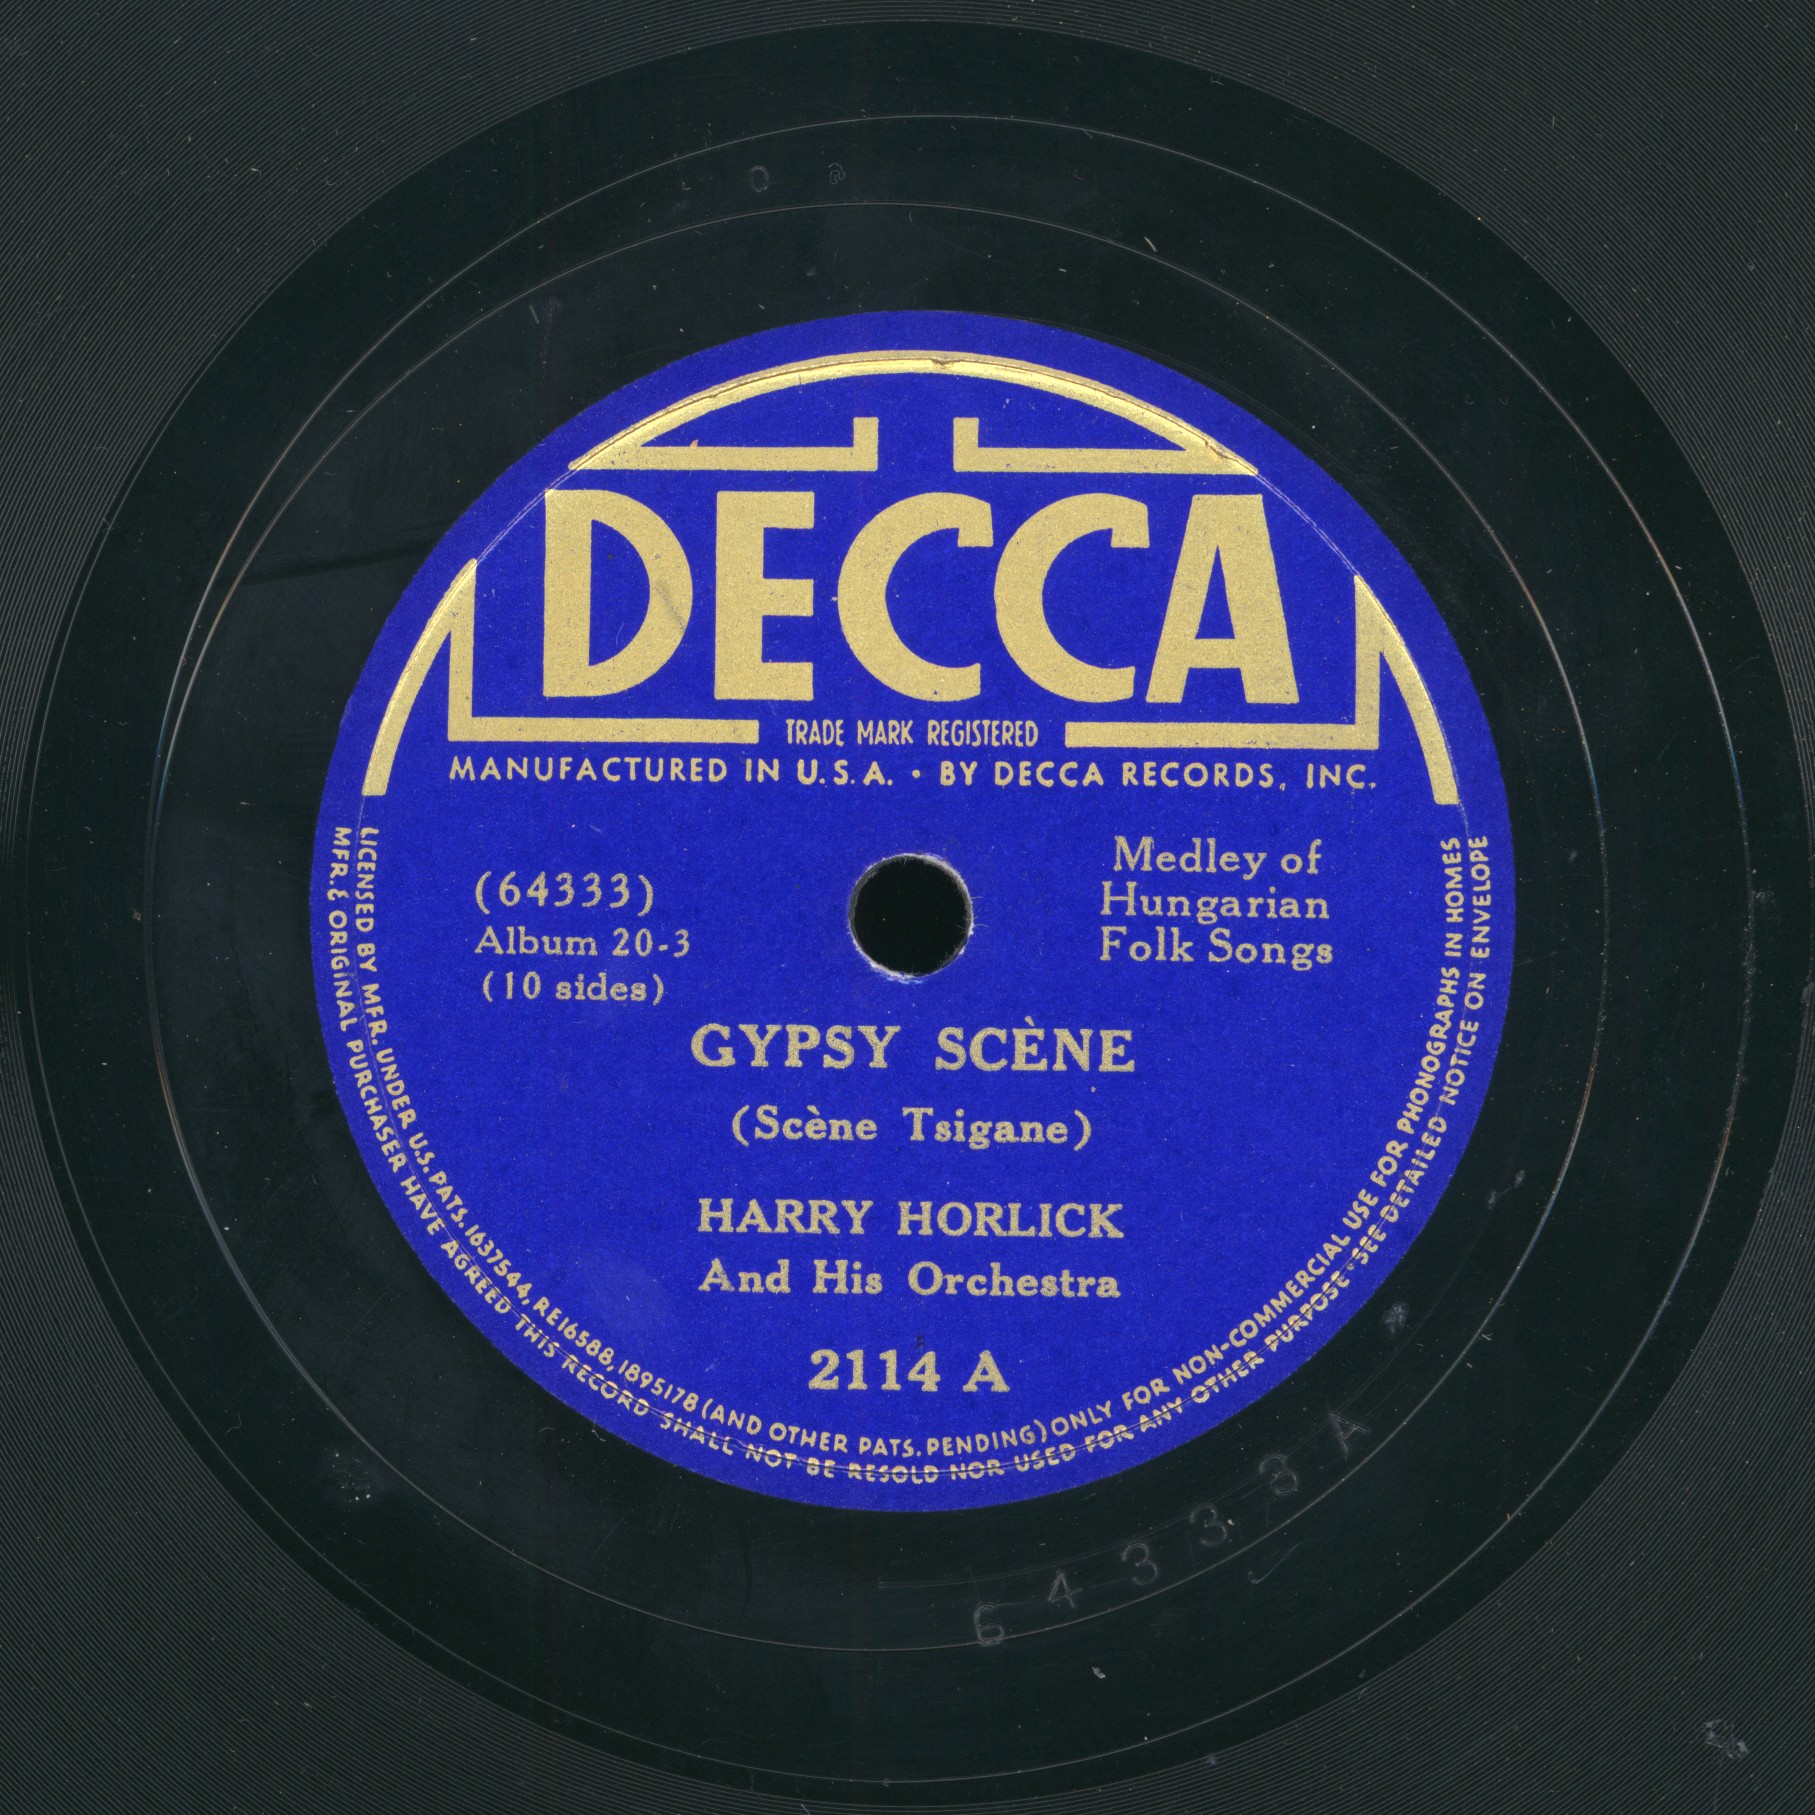 DECCA
TRADE MARK REGISTERED
MANUFACTURED IN U.S.A. • BY DECCA RECORDS, INC.
(64333)
Album 20-3
(10 sides)
Medley of
Hungarian
Folk Songs
GYPSY SCÈNE
(Scène Tsigane)
HARRY HORLICK
And His Orchestra
2114 A
LICENSED BY MFR. UNDER U.S. PATS. 1637544, RE16588, 1895178 (AND OTHER PATS. PENDING) ONLY FOR NON-COMMERCIAL USE FOR PHONOGRAPHS IN HOMES
MFR. & ORIGINAL PURCHASER HAVE AGREED THIS RECORD SHALL NOT BE RESOLD NOR USED FOR ANY OTHER PURPOSE • SEE DETAILED NOTICE ON ENVELOPE
64333A